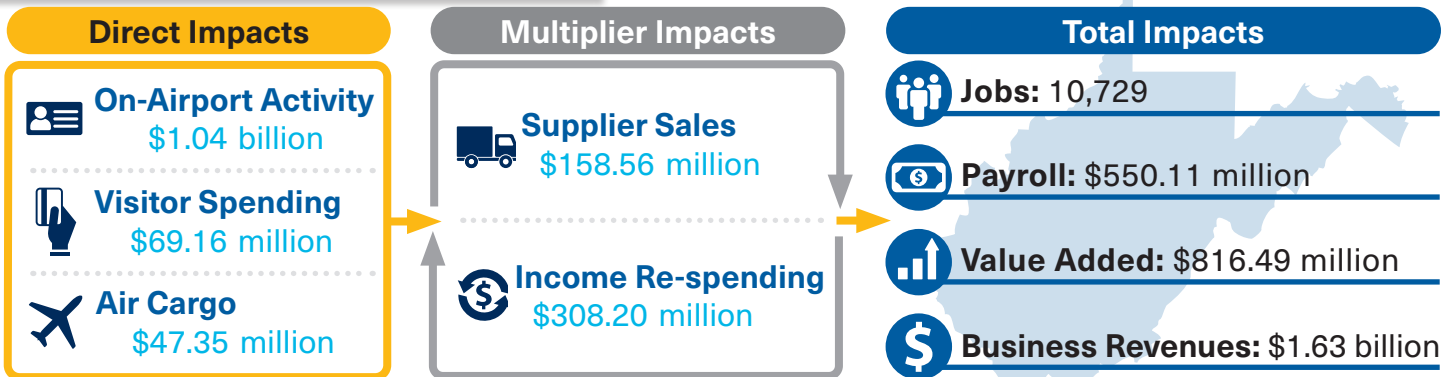 Direct Impacts
On-Airport Activity
$1.04 billion
Visitor Spending
$69.16 million
Air Cargo
$47.35 million
Multiplier Impacts
Supplier Sales
$158.56 million
Income Re-spending
$308.20 million
Total Impacts
Jobs: 10,729
Payroll: $550.11 million
Value Added: $816.49 million
Business Revenues: $1.63 billion